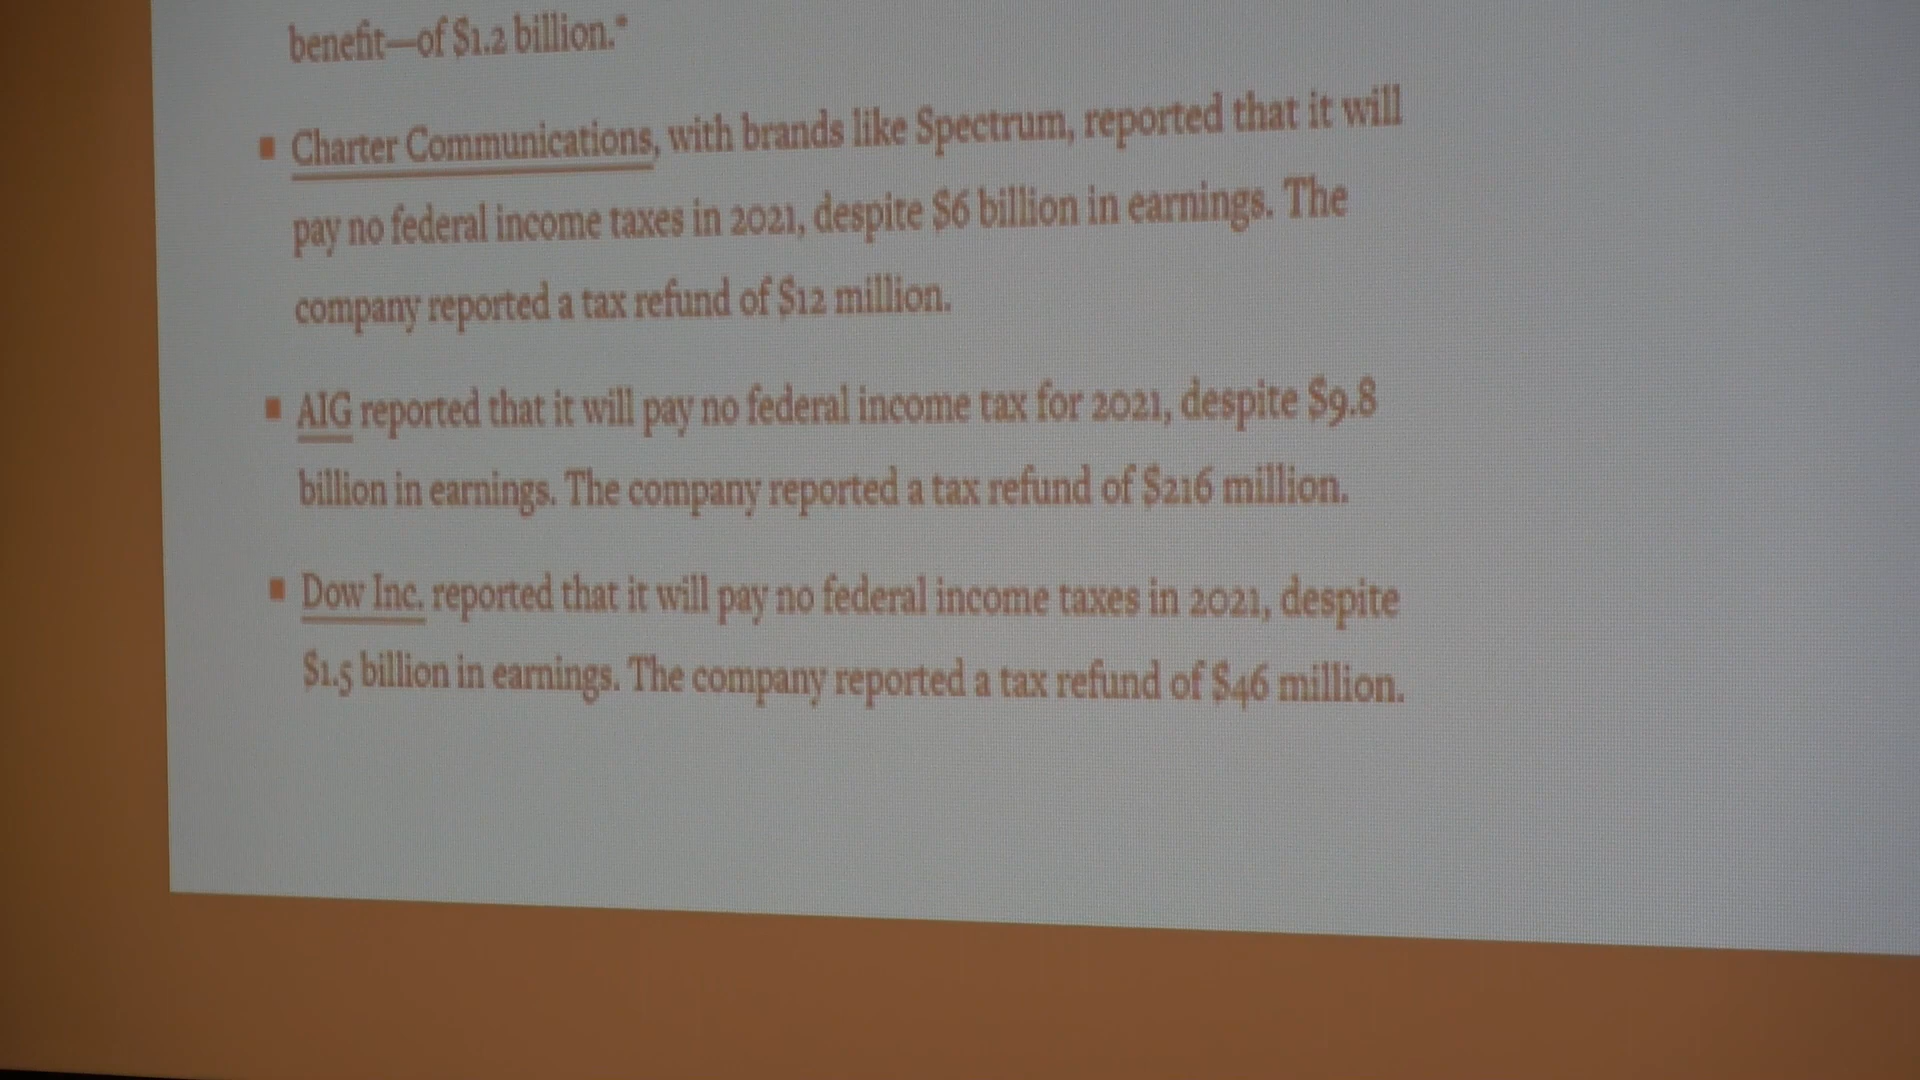 benefit—of $1.2 billion.*
▪ Charter Communications, with brands like Spectrum, reported that it will
pay no federal income taxes in 2021, despite $6 billion in earnings. The
company reported a tax refund of $12 million.
▪ AIG reported that it will pay no federal income tax for 2021, despite $9.8
billion in earnings. The company reported a tax refund of $216 million.
▪ Dow Inc. reported that it will pay no federal income taxes in 2021, despite
$1.5 billion in earnings. The company reported a tax refund of $46 million.